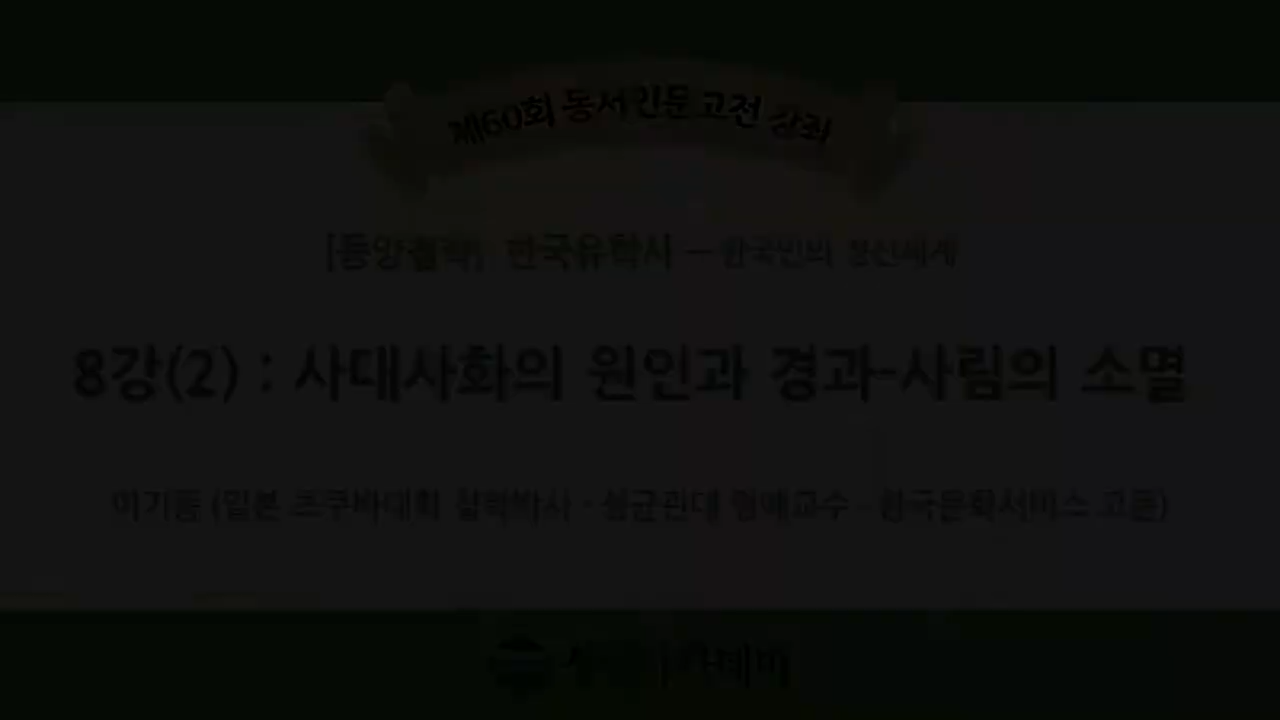 제60회 동서인문고전 강좌
[동양철학] 한국유학사 – 한국인의 정신세계
8강(2) : 사대사화의 원인과 경과-사림의 소멸
이기동 (일본 츠쿠바대학 철학박사 · 성균관대 명예교수 · 한국문화서비스 고문)